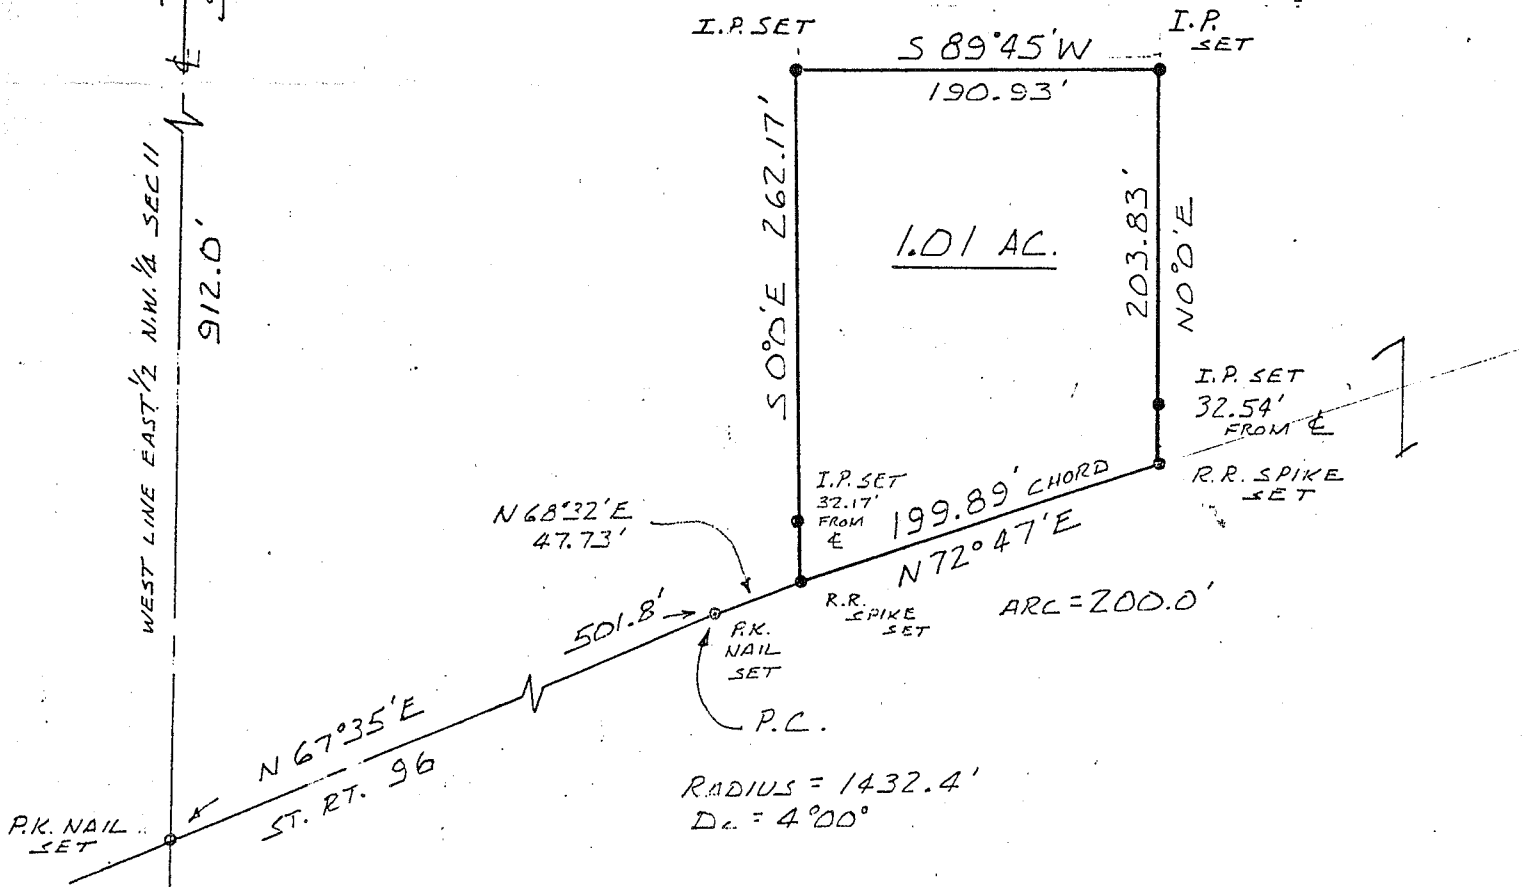 I.P. SET
I.P.
SET
S 89°45'W
190.93'
℄
WEST LINE EAST 1/2 N.W. 1/4 SEC 11
912.0'
S 0°0'E 262.17'
1.01 AC.
203.83'
N0°0'E
I.P. SET
32.54'
FROM ℄
R.R. SPIKE
SET
I.P. SET
32.17'
FROM
℄
199.89' CHORD
N 72°47'E
N 68°32'E
47.73'
R.R.
SPIKE
SET
ARC = 200.0'
501.8'
P.K.
NAIL
SET
P.C.
N 67°35'E
ST. RT. 96
RADIUS = 1432.4'
Dc = 4°00°
P.K. NAIL
SET